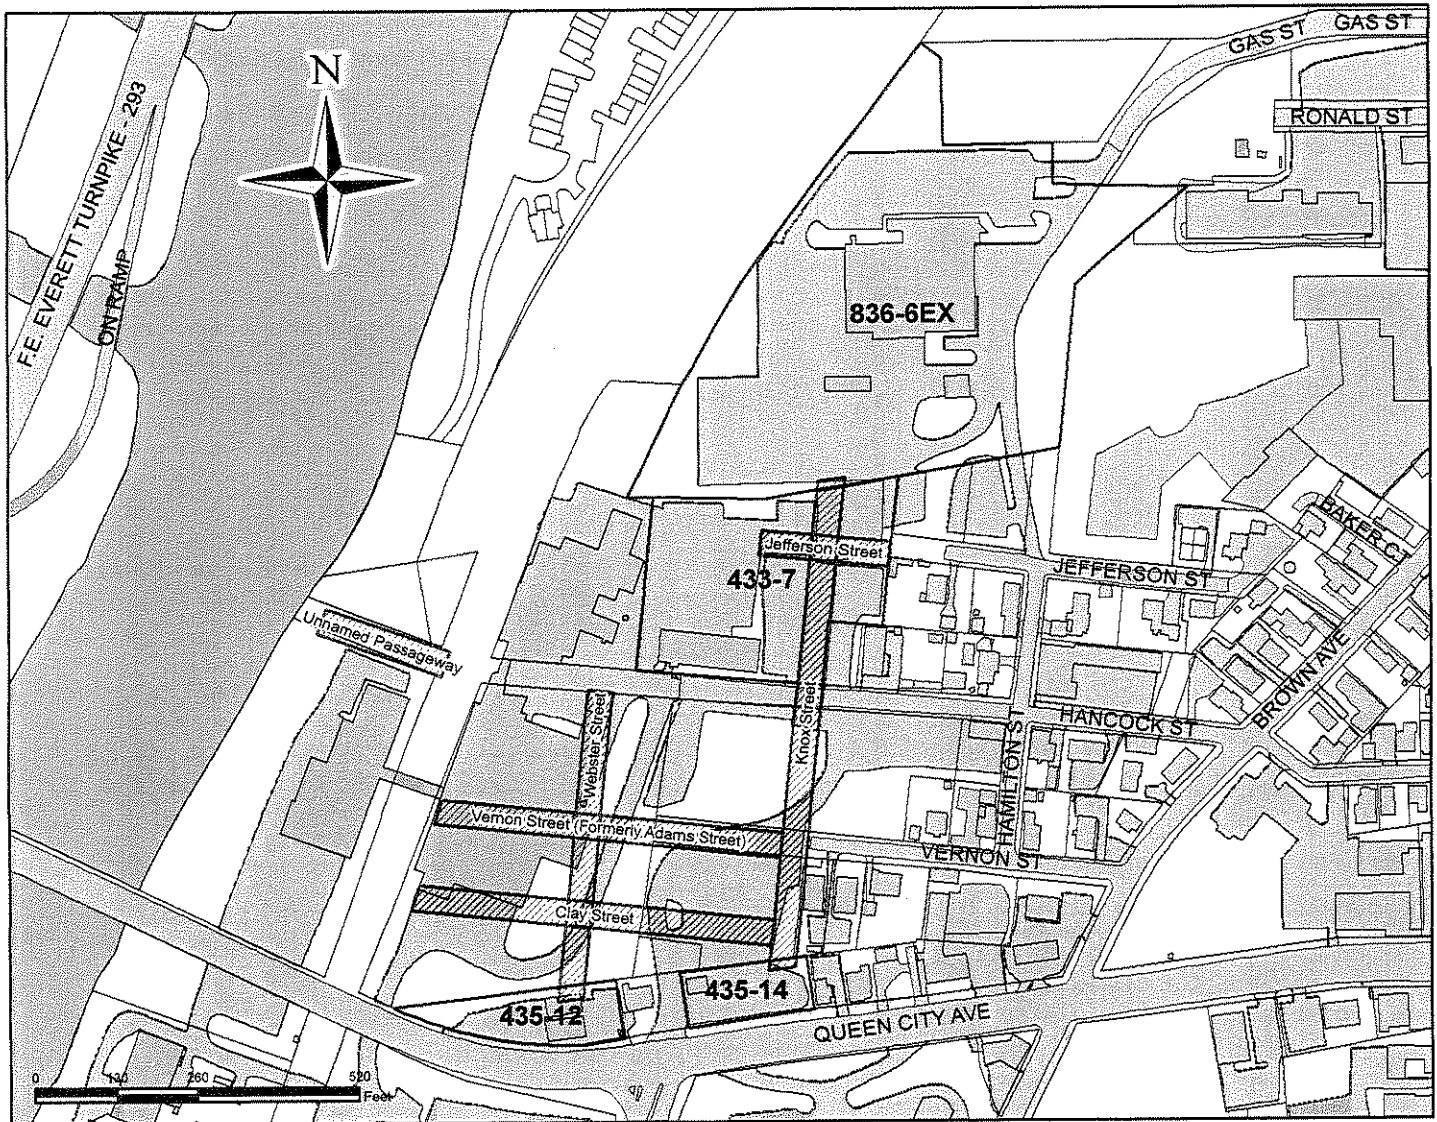 GAS ST
GAS ST
N
RONALD ST
F.E. EVERETT TURNPIKE - 293
ON RAMP
836-6EX
BAKER CT
Jefferson Street
JEFFERSON ST
433-7
Unnamed Passageway
BROWN AVE
Webster Street
Knox Street
HANCOCK ST
HAMILTON S
Vernon Street (Formerly Adams Street)
VERNON ST
Clay Street
435-14
435-12
QUEEN CITY AVE
0 130 260 520
Feet